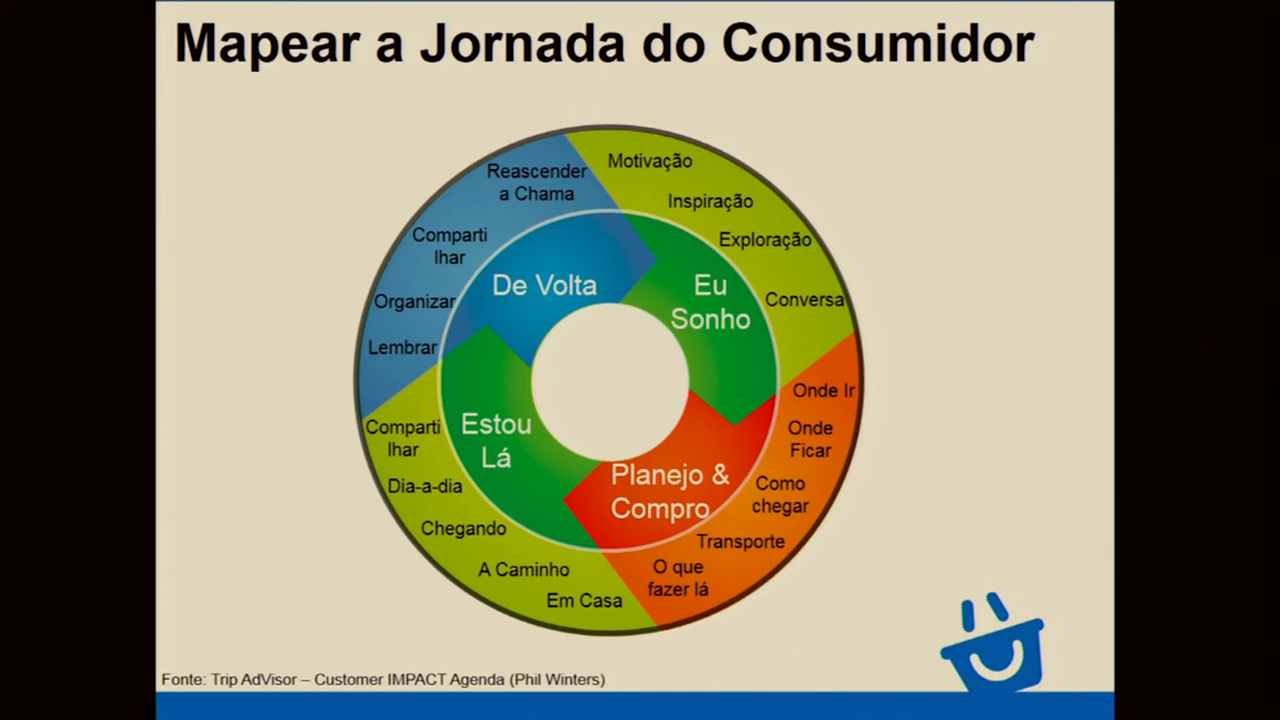 Mapear a Jornada do Consumidor
Motivação
Inspiração
Exploração
Conversa
Eu
Sonho
Onde Ir
Onde
Ficar
Como
chegar
Transporte
O que
fazer lá
Planejo &
Compro
Em Casa
A Caminho
Chegando
Dia-a-dia
Comparti
lhar
Estou
Lá
Lembrar
Organizar
Comparti
lhar
Reascender
a Chama
De Volta
Fonte: Trip AdVisor – Customer IMPACT Agenda (Phil Winters)